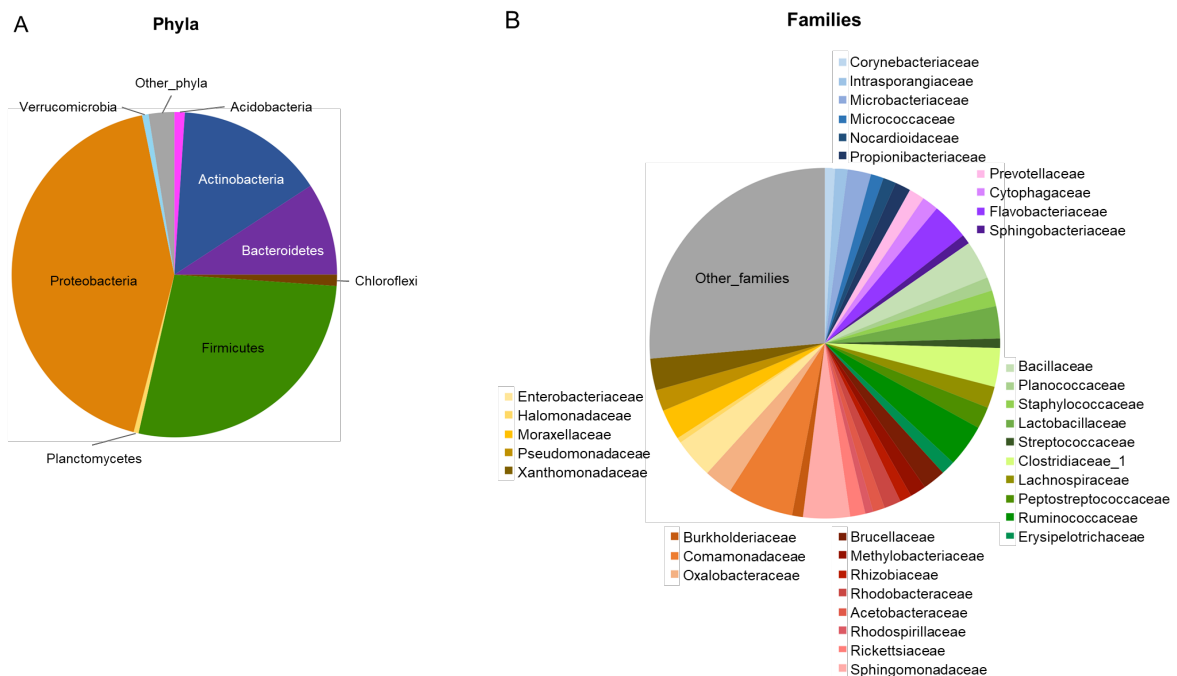 A
Phyla
Other_phyla
Verrucomicrobia
Acidobacteria
Actinobacteria
Bacteroidetes
Proteobacteria
Chloroflexi
Firmicutes
Planctomycetes
B
Families
Corynebacteriaceae
Intrasporangiaceae
Microbacteriaceae
Micrococcaceae
Nocardioidaceae
Propionibacteriaceae
Prevotellaceae
Cytophagaceae
Flavobacteriaceae
Sphingobacteriaceae
Other_families
Bacillaceae
Planococcaceae
Staphylococcaceae
Lactobacillaceae
Streptococcaceae
Clostridiaceae_1
Lachnospiraceae
Peptostreptococcaceae
Ruminococcaceae
Erysipelotrichaceae
Enterobacteriaceae
Halomonadaceae
Moraxellaceae
Pseudomonadaceae
Xanthomonadaceae
Burkholderiaceae
Comamonadaceae
Oxalobacteraceae
Brucellaceae
Methylobacteriaceae
Rhizobiaceae
Rhodobacteraceae
Acetobacteraceae
Rhodospirillaceae
Rickettsiaceae
Sphingomonadaceae